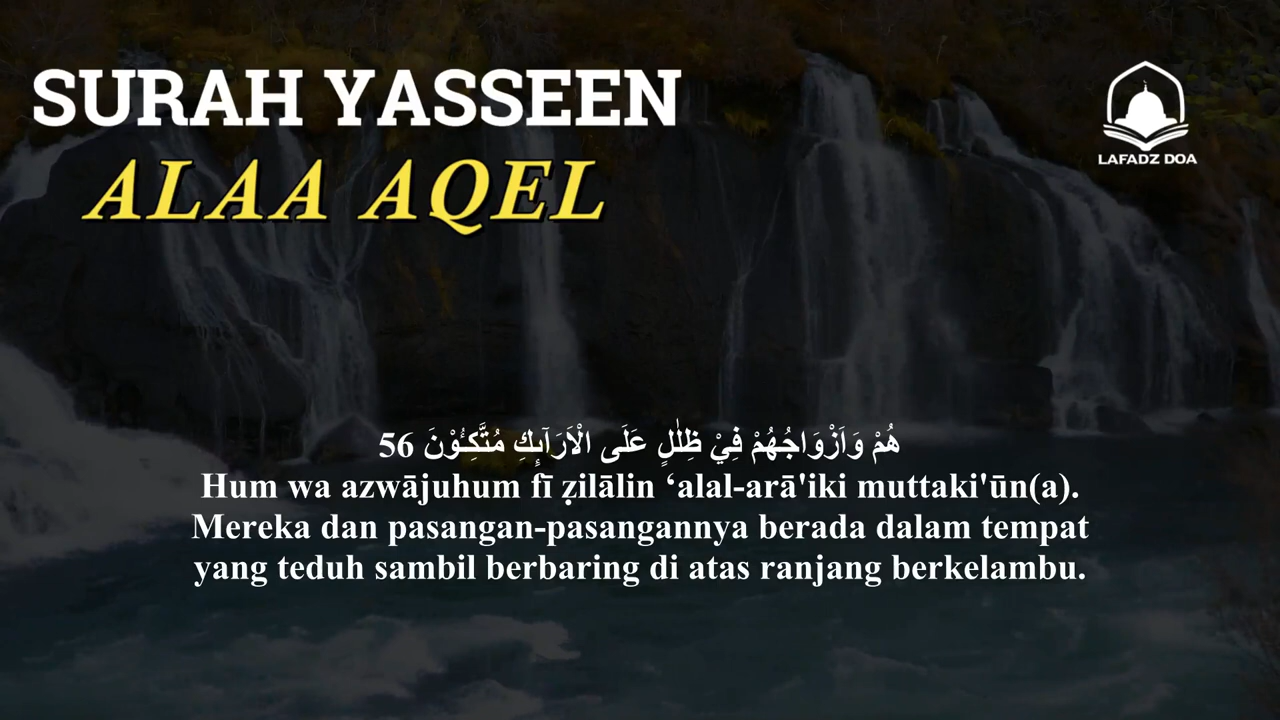 SURAH YASSEEN
ALAA AQEL
LAFADZ DOA
هُمْ وَاَزْوَاجُهُمْ فِيْ ظِلٰلٍ عَلَى الْاَرَاۤىِٕكِ مُتَّكِـُٔوْنَ 56
Hum wa azwājuhum fī ẓilālin ‘alal-arā'iki muttaki'ūn(a).
Mereka dan pasangan-pasangannya berada dalam tempat
yang teduh sambil berbaring di atas ranjang berkelambu.